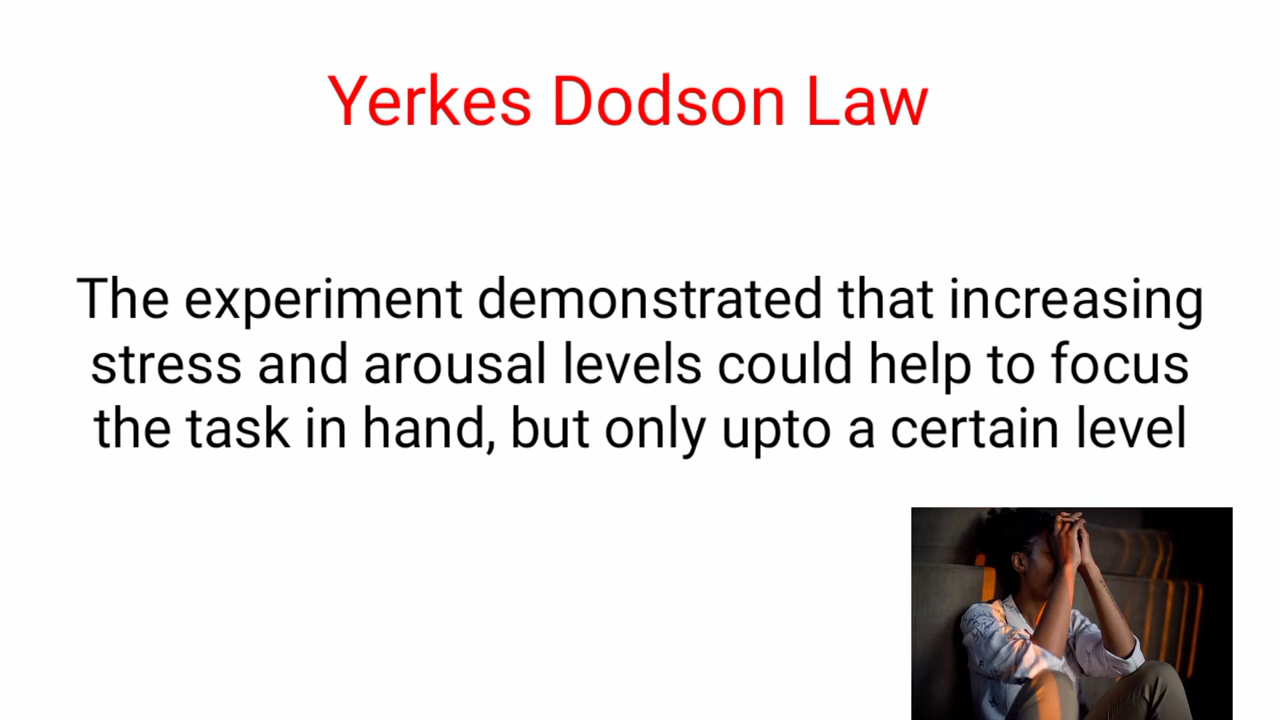 Yerkes Dodson Law
The experiment demonstrated that increasing
stress and arousal levels could help to focus
the task in hand, but only upto a certain level